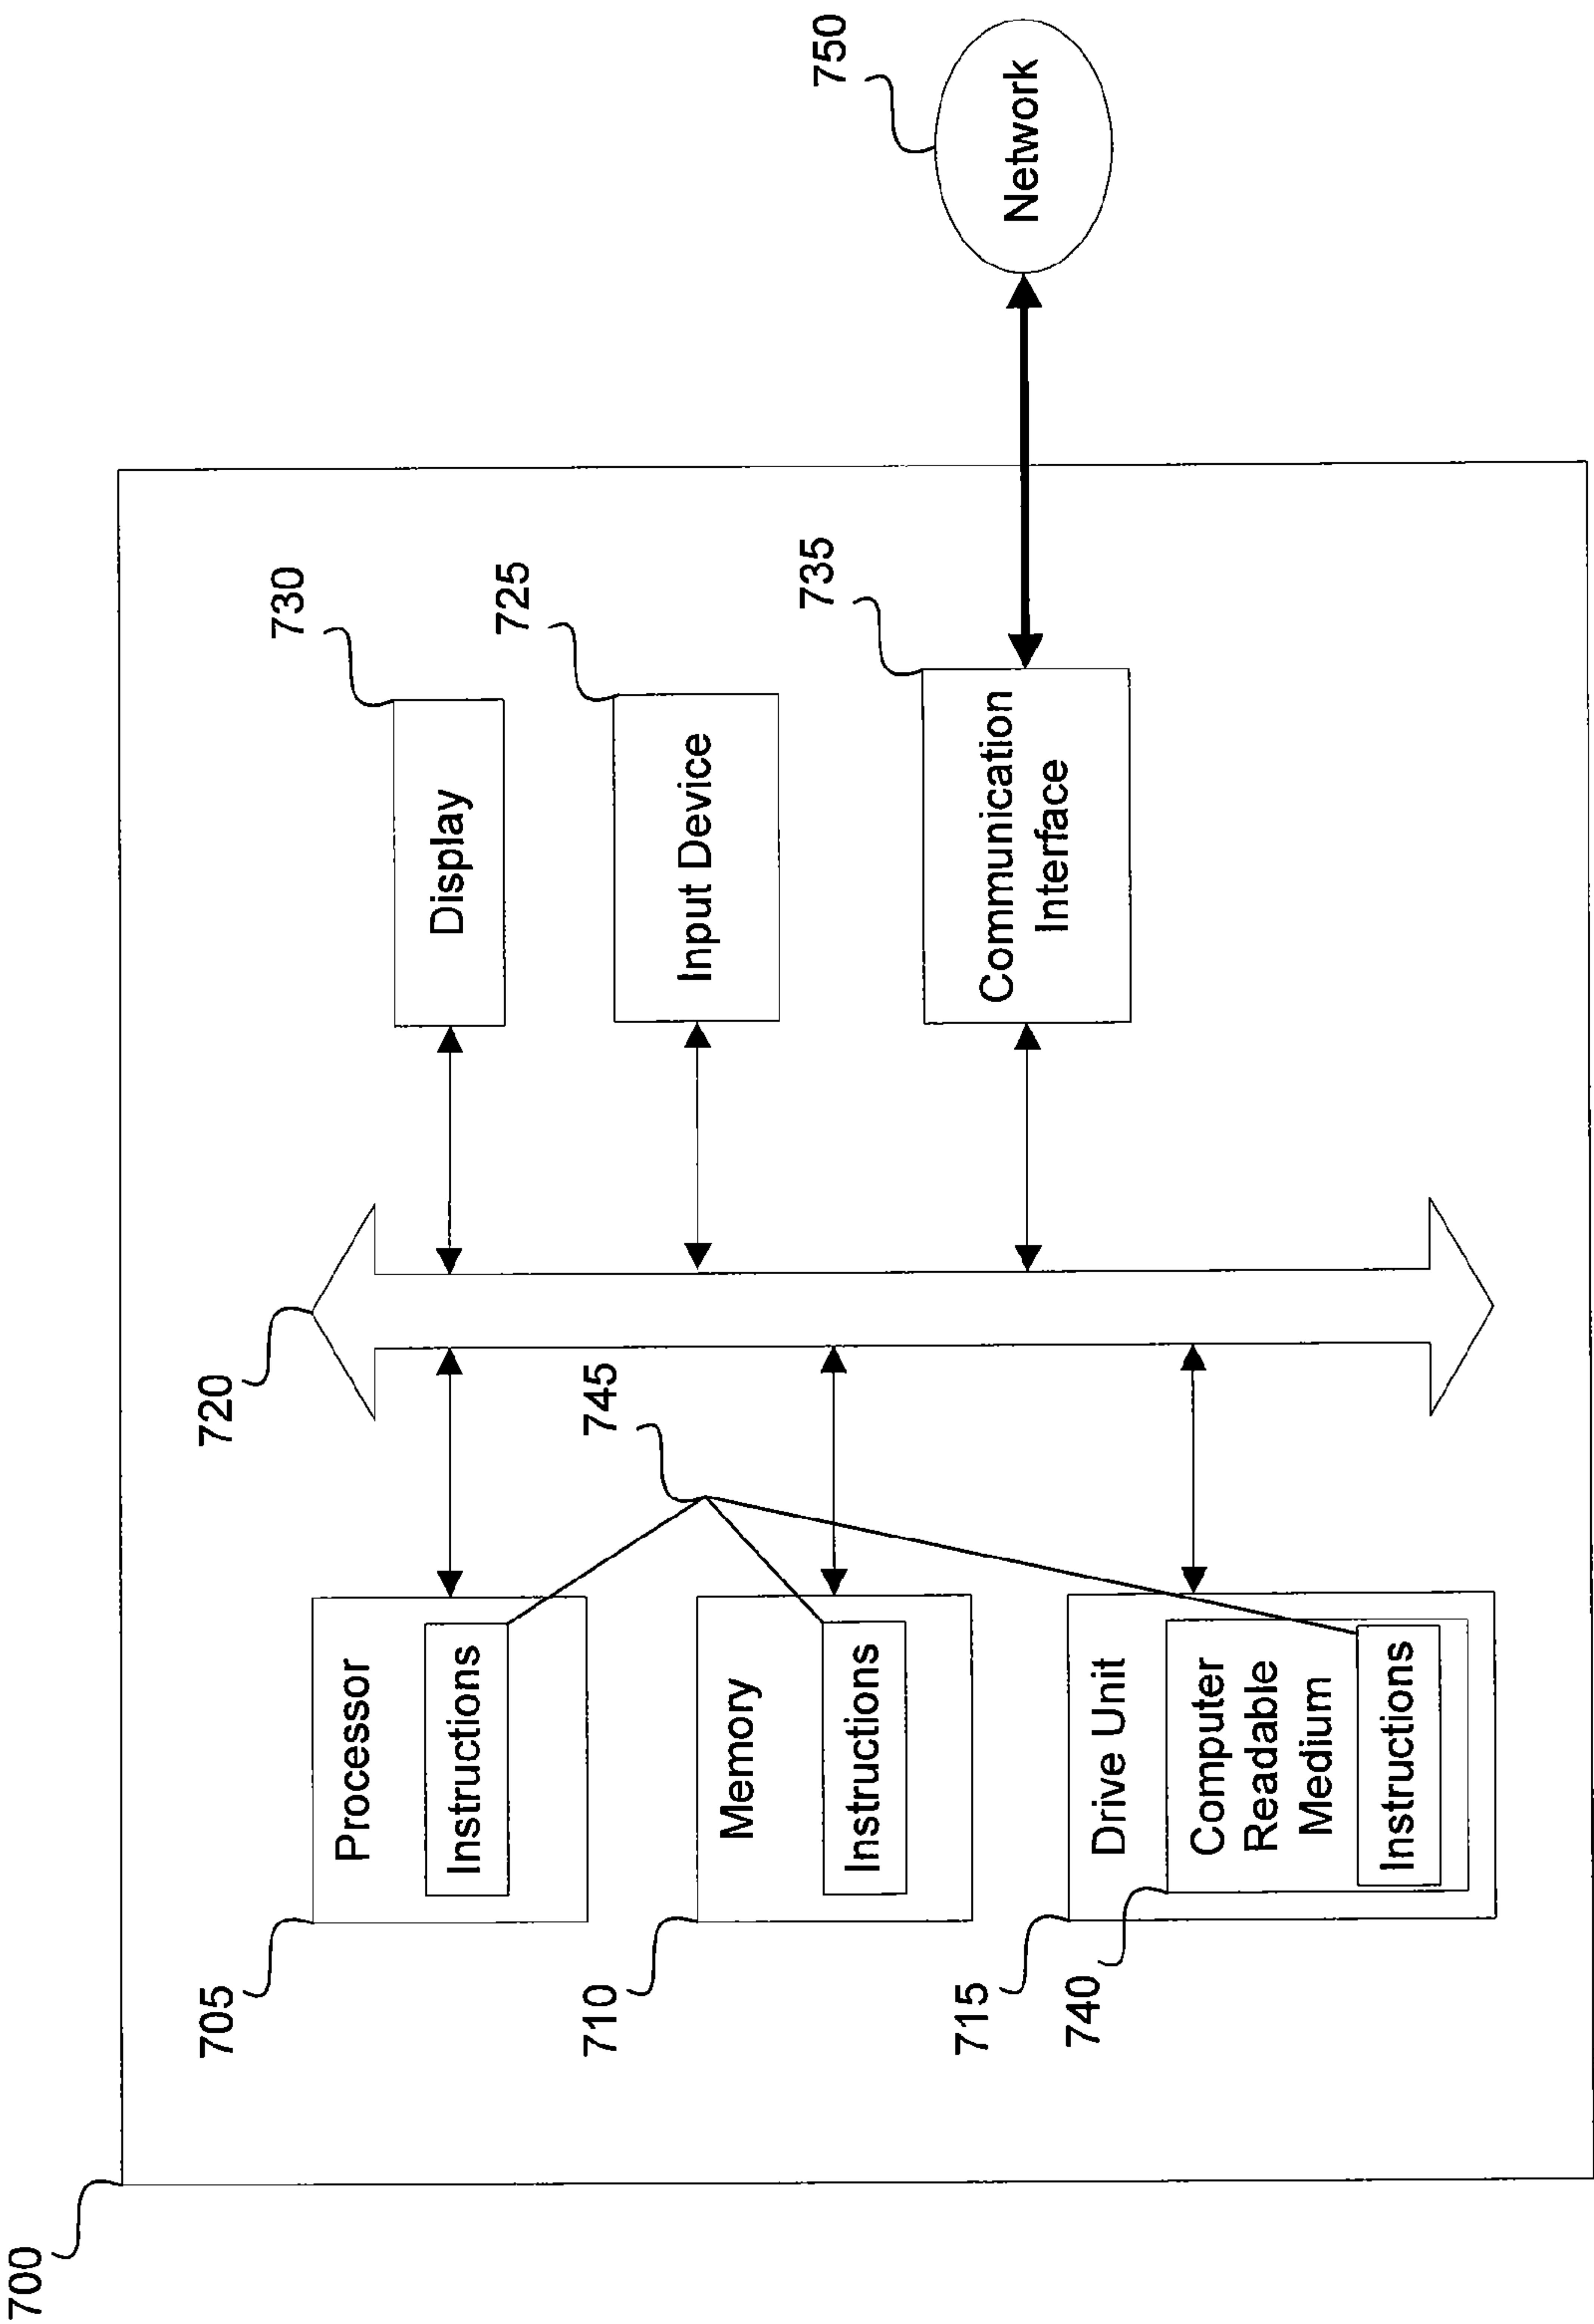 700
705
720
730
Processor
Display
Instructions
725
710
745
Input Device
Memory
735
750
Instructions
715
Communication
Interface
Network
740
Drive Unit
Computer
Readable
Medium
Instructions